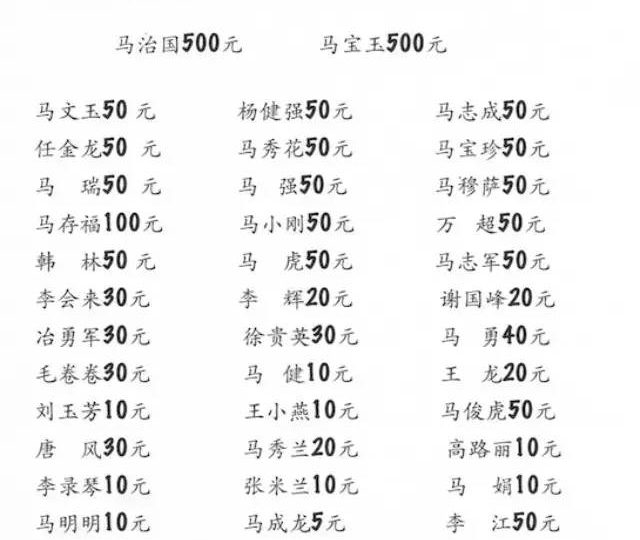 马治国500元 马宝玉500元
马文玉50 元 杨健强50元 马志成50元
任金龙50 元 马秀花50元 马宝珍50元
马 瑞50 元 马 强50元 马穆萨50元
马存福100元 马小刚50元 万 超50元
韩 林50 元 马 虎50元 马志军50元
李会来30元 李 辉20元 谢国峰20元
冶勇军30元 徐贵英30元 马 勇40元
毛卷卷30元 马 健10元 王 龙20元
刘玉芳10元 王小燕10元 马俊虎50元
唐 风30元 马秀兰20元 高路丽10元
李录琴10元 张米兰10元 马 娟10元
马明明10元 马成龙5元 李 江50元